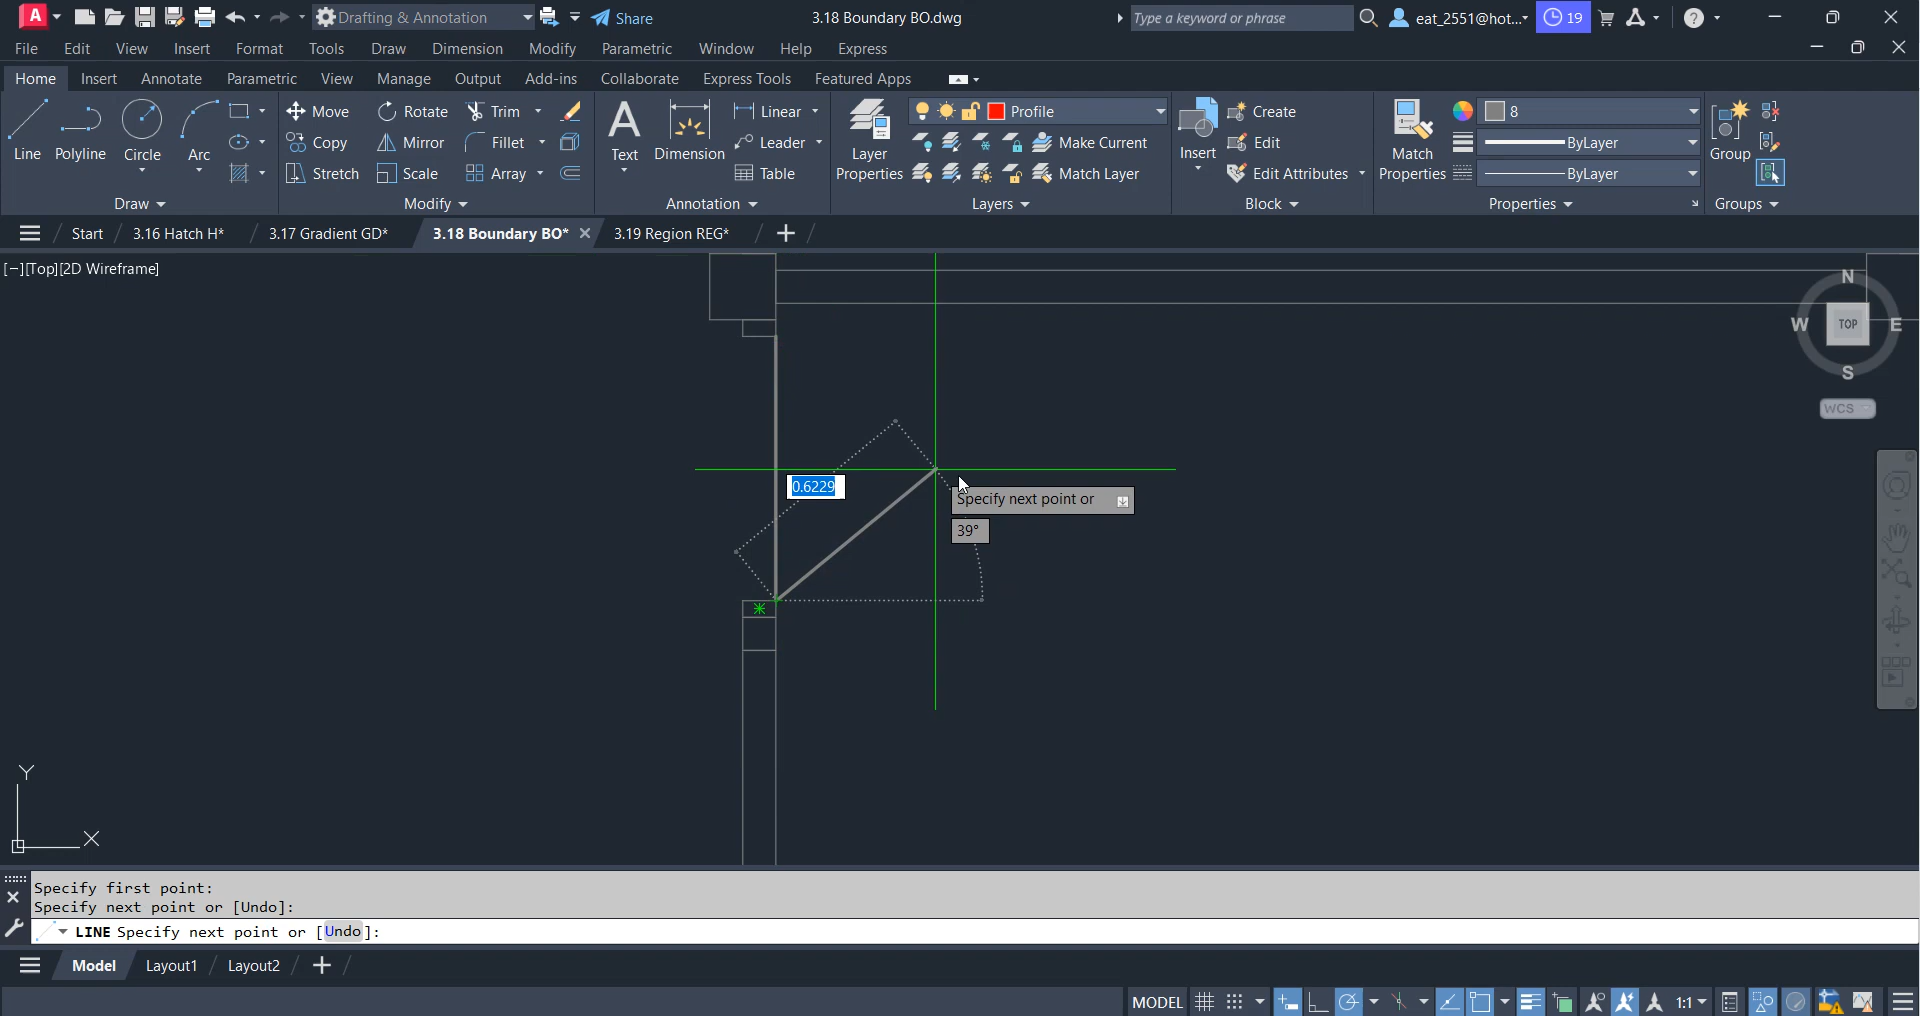 A Drafting & Annotation Share 3.18 Boundary BO.dwg Type a keyword or phrase eat_2551@hot... 19
File Edit View Insert Format Tools Draw Dimension Modify Parametric Window Help Express
Home Insert Annotate Parametric View Manage Output Add-ins Collaborate Express Tools Featured Apps
Move Rotate Trim Linear Profile Create 8
Line Polyline Circle Arc Copy Mirror Fillet Text Dimension Leader Layer Properties Make Current Insert Edit Match Properties ByLayer Group
Stretch Scale Array Table Match Layer Edit Attributes ByLayer
Draw Modify Annotation Layers Block Properties Groups
Start 3.16 Hatch H* 3.17 Gradient GD* 3.18 Boundary BO* 3.19 Region REG*
[−][Top][2D Wireframe]
N
W TOP E
S
WCS
0.6229
Specify next point or
39°
Y
X
Specify first point:
Specify next point or [Undo]:
LINE Specify next point or [Undo]:
Model Layout1 Layout2
MODEL 1:1